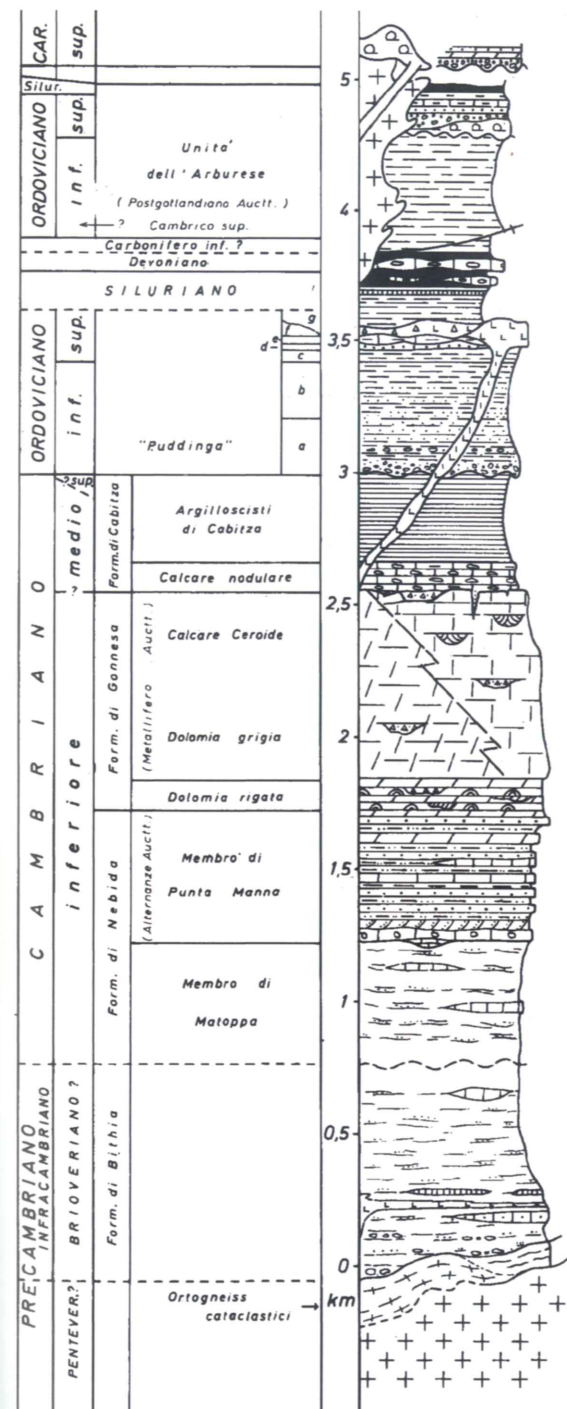 CAR.
sup.
Silur.
ORDOVICIANO
sup.
inf.
Unita'
dell'Arburese
(Postgotlandiano Auctt.)
? Cambrico sup.
Carbonifero inf. ?
Devoniano
SILURIANO
ORDOVICIANO
sup.
inf.
g
f
e
d
c
b
a
"Puddinga"
CAMBRIANO
? sup.
medio
?
inferiore
Form. di Cabitza
Argilloscisti
di Cabitza
Calcare nodulare
Form. di Gonnesa
(Metallifero Auctt.)
Calcare Ceroide
Dolomia grigia
Dolomia rigata
Form. di Nebida
(Alternanze Auctt.)
Membro di
Punta Manna
Membro di
Matoppa
PRE CAMBRIANO
INFRACAMBRIANO
BRIOVERIANO ?
Form. di Bithia
PENTEVER.?
Ortogneiss
cataclastici
5
4
3,5
3
2,5
2
1,5
1
0,5
0
km